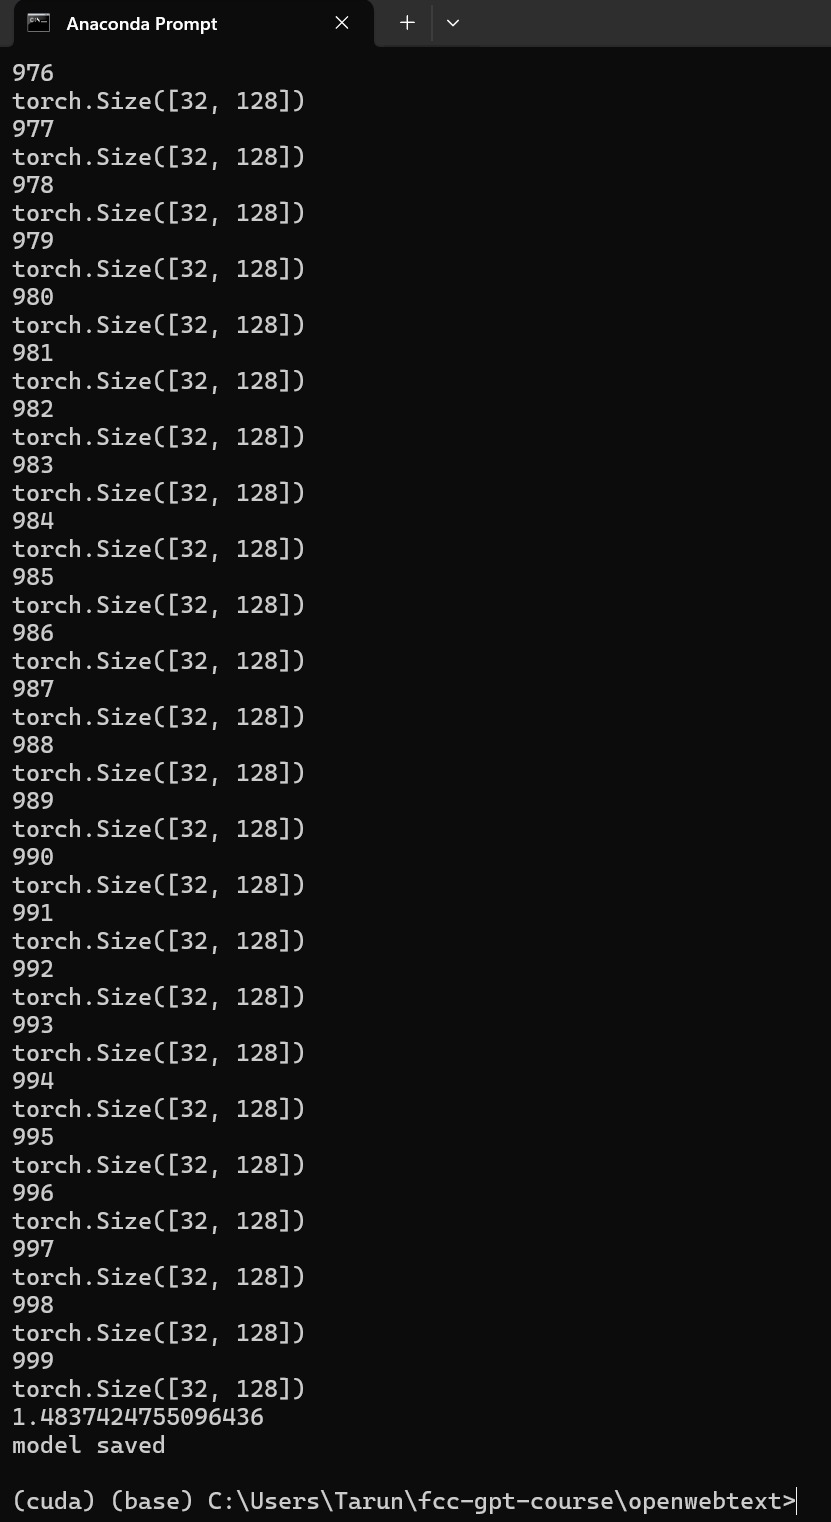 Anaconda Prompt
976
torch.Size([32, 128])
977
torch.Size([32, 128])
978
torch.Size([32, 128])
979
torch.Size([32, 128])
980
torch.Size([32, 128])
981
torch.Size([32, 128])
982
torch.Size([32, 128])
983
torch.Size([32, 128])
984
torch.Size([32, 128])
985
torch.Size([32, 128])
986
torch.Size([32, 128])
987
torch.Size([32, 128])
988
torch.Size([32, 128])
989
torch.Size([32, 128])
990
torch.Size([32, 128])
991
torch.Size([32, 128])
992
torch.Size([32, 128])
993
torch.Size([32, 128])
994
torch.Size([32, 128])
995
torch.Size([32, 128])
996
torch.Size([32, 128])
997
torch.Size([32, 128])
998
torch.Size([32, 128])
999
torch.Size([32, 128])
1.4837424755096436
model saved
(cuda) (base) C:\Users\Tarun\fcc-gpt-course\openwebtext>